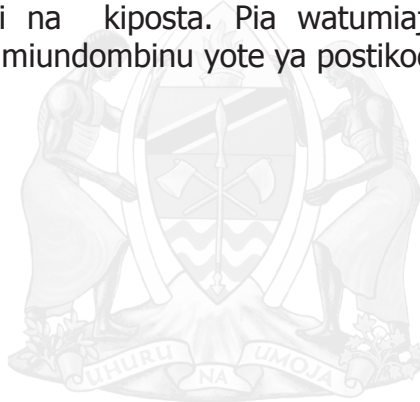 i na kiposta. Pia watumiaj
miundombinu yote ya postiko
UHURU NA UMOJA